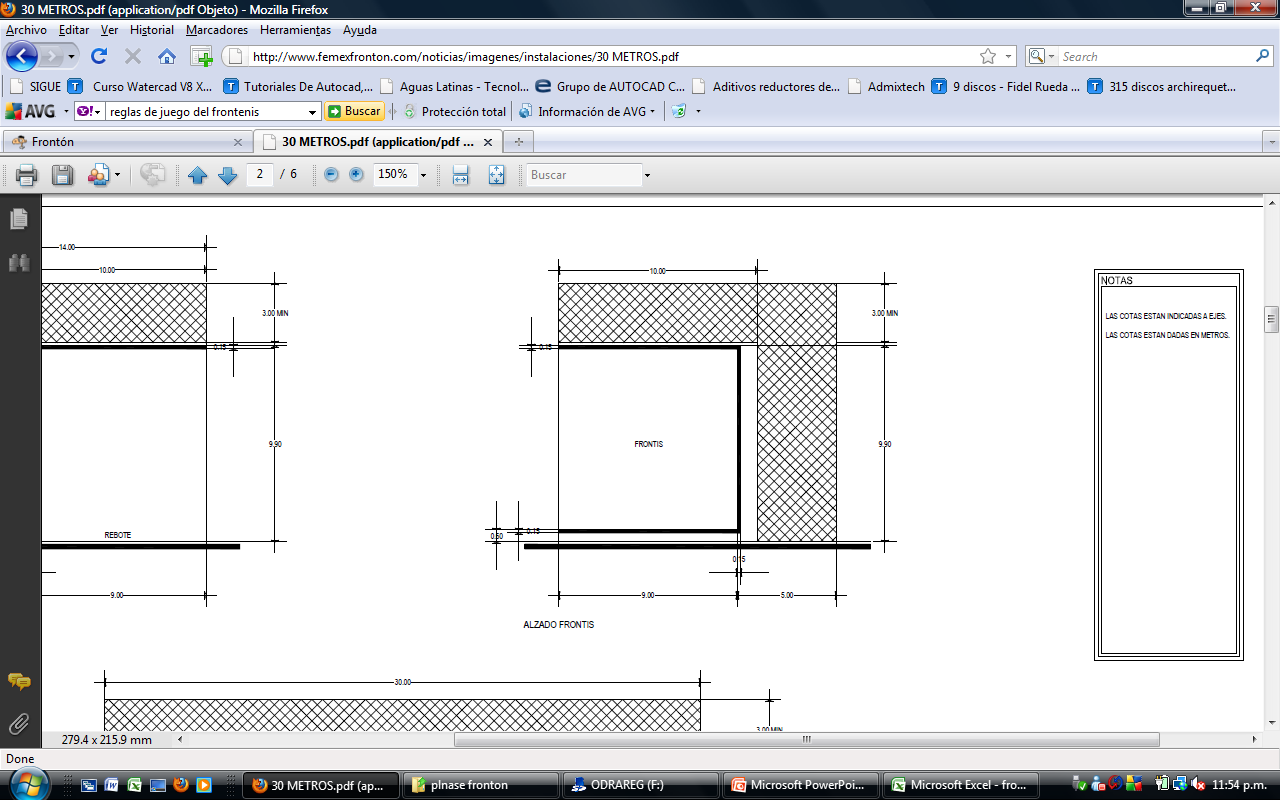 30 METROS.pdf (application/pdf Objeto) - Mozilla Firefox
Archivo Editar Ver Historial Marcadores Herramientas Ayuda
http://www.femexfronton.com/noticias/imagenes/instalaciones/30 METROS.pdf
Search
SIGUE Curso Watercad V8 X... Tutoriales De Autocad,... Aguas Latinas - Tecnol... Grupo de AUTOCAD C... Aditivos reductores de... Admixtech 9 discos - Fidel Rueda ... 315 discos archirequet...
AVG Y! reglas de juego del frontenis Buscar Protección total Información de AVG
Frontón 30 METROS.pdf (application/pdf ...
2 / 6 150% Buscar
14.00
10.00
3.00 MIN
0.15
9.90
REBOTE
9.00
10.00
3.00 MIN
0.15
FRONTIS
9.90
0.15
0.60
0.15
9.00 5.00
ALZADO FRONTIS
NOTAS
LAS COTAS ESTAN INDICADAS A EJES.
LAS COTAS ESTAN DADAS EN METROS.
30.00
3.00 MIN
279.4 x 215.9 mm
Done
30 METROS.pdf (ap... plnase fronton ODRAREG (F:) Microsoft PowerPoi... Microsoft Excel - fro... 11:54 p.m.